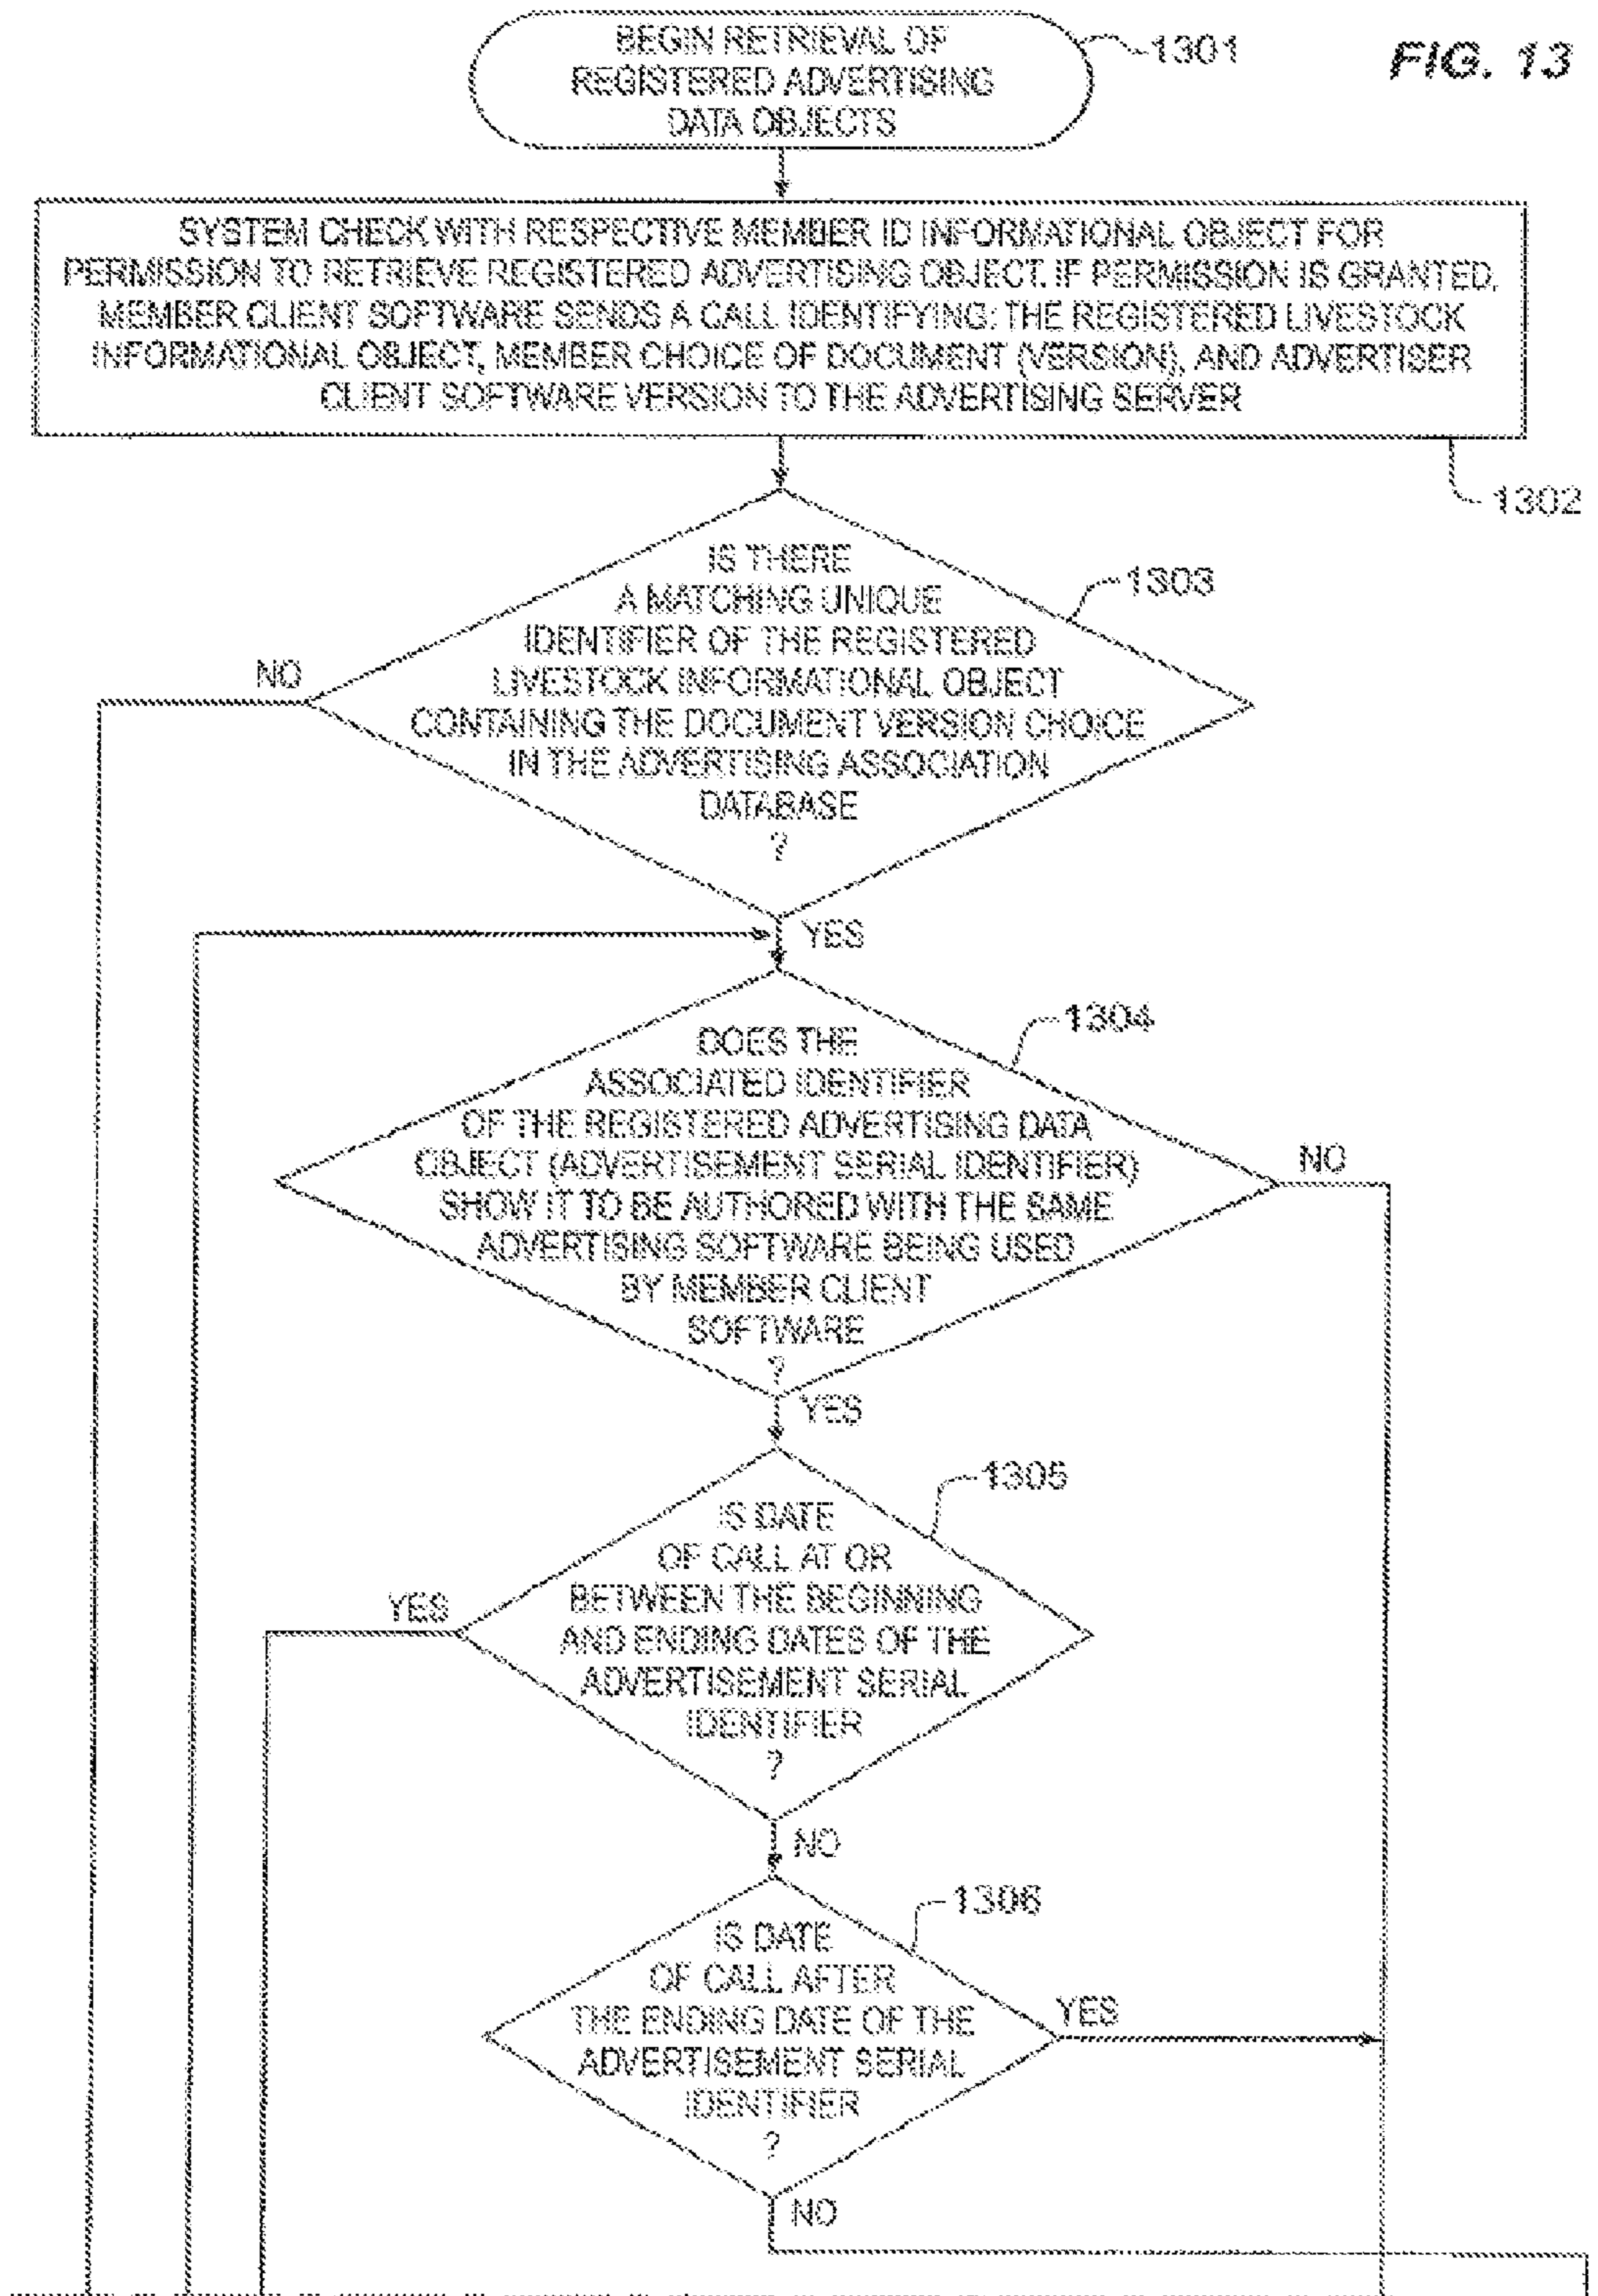 BEGIN RETRIEVAL OF
REGISTERED ADVERTISING
DATA OBJECTS
1301
FIG. 13
SYSTEM CHECK WITH RESPECTIVE MEMBER ID INFORMATIONAL OBJECT FOR
PERMISSION TO RETRIEVE REGISTERED ADVERTISING OBJECT. IF PERMISSION IS GRANTED,
MEMBER CLIENT SOFTWARE SENDS A CALL IDENTIFYING: THE REGISTERED LIVESTOCK
INFORMATIONAL OBJECT, MEMBER CHOICE OF DOCUMENT (VERSION), AND ADVERTISER
CLIENT SOFTWARE VERSION TO THE ADVERTISING SERVER
1302
IS THERE
A MATCHING UNIQUE
IDENTIFIER OF THE REGISTERED
LIVESTOCK INFORMATIONAL OBJECT
CONTAINING THE DOCUMENT VERSION CHOICE
IN THE ADVERTISING ASSOCIATION
DATABASE
?
1303
NO
YES
DOES THE
ASSOCIATED IDENTIFIER
OF THE REGISTERED ADVERTISING DATA
OBJECT (ADVERTISEMENT SERIAL IDENTIFIER)
SHOW IT TO BE AUTHORED WITH THE SAME
ADVERTISING SOFTWARE BEING USED
BY MEMBER CLIENT
SOFTWARE
?
1304
NO
YES
IS DATE
OF CALL AT OR
BETWEEN THE BEGINNING
AND ENDING DATES OF THE
ADVERTISEMENT SERIAL
IDENTIFIER
?
1305
YES
NO
IS DATE
OF CALL AFTER
THE ENDING DATE OF THE
ADVERTISEMENT SERIAL
IDENTIFIER
?
1306
YES
NO